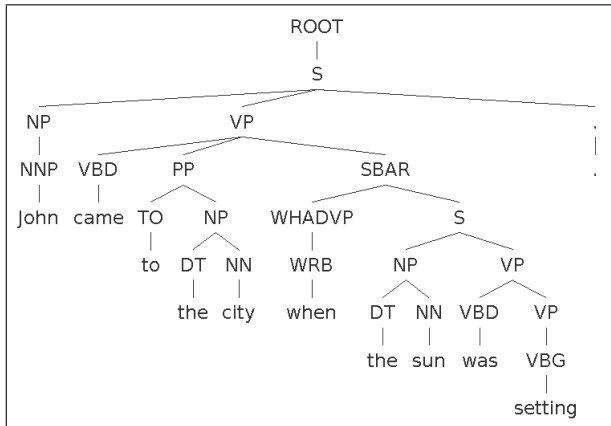 ROOT
S
NP VP .
NNP VBD PP SBAR .
John came TO NP WHADVP S
to DT NN WRB NP VP
the city when DT NN VBD VP
the sun was VBG
setting